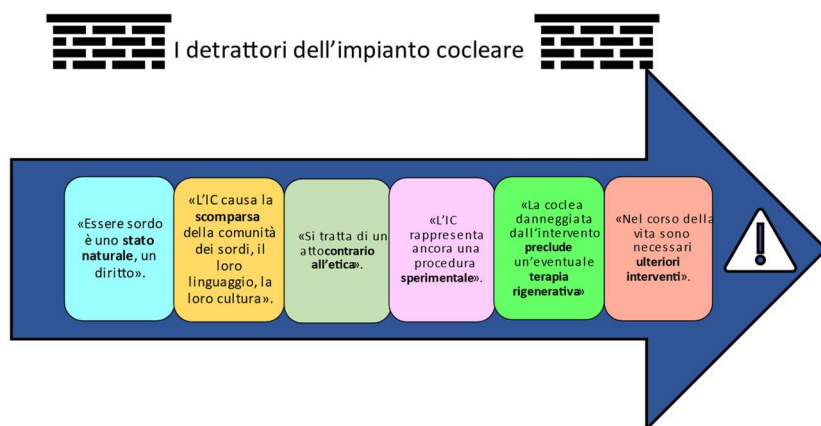 I detrattori dell’impianto cocleare
«Essere sordo
è uno stato
naturale, un
diritto».
«L’IC causa la
scomparsa
della comunità
dei sordi, il
loro
linguaggio, la
loro cultura».
«Si tratta di un
attocontrario
all’etica».
«L’IC
rappresenta
ancora una
procedura
sperimentale».
«La coclea
danneggiata
dall’intervento
preclude
un’eventuale
terapia
rigenerativa»
«Nel corso della
vita sono
necessari
ulteriori
interventi».